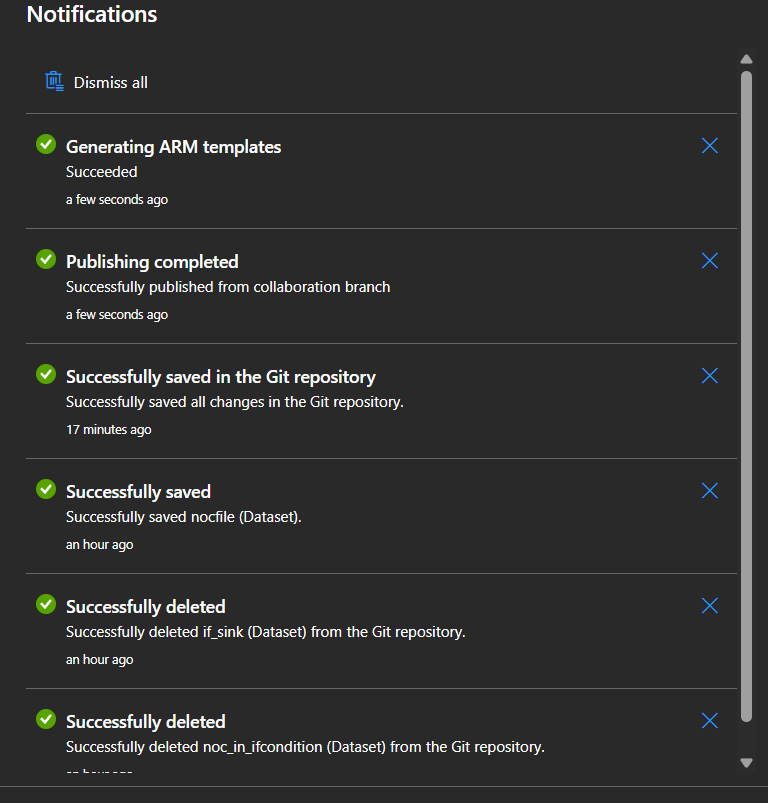 Notifications
Dismiss all
Generating ARM templates
Succeeded
a few seconds ago
Publishing completed
Successfully published from collaboration branch
a few seconds ago
Successfully saved in the Git repository
Successfully saved all changes in the Git repository.
17 minutes ago
Successfully saved
Successfully saved nocfile (Dataset).
an hour ago
Successfully deleted
Successfully deleted if_sink (Dataset) from the Git repository.
an hour ago
Successfully deleted
Successfully deleted noc_in_ifcondition (Dataset) from the Git repository.